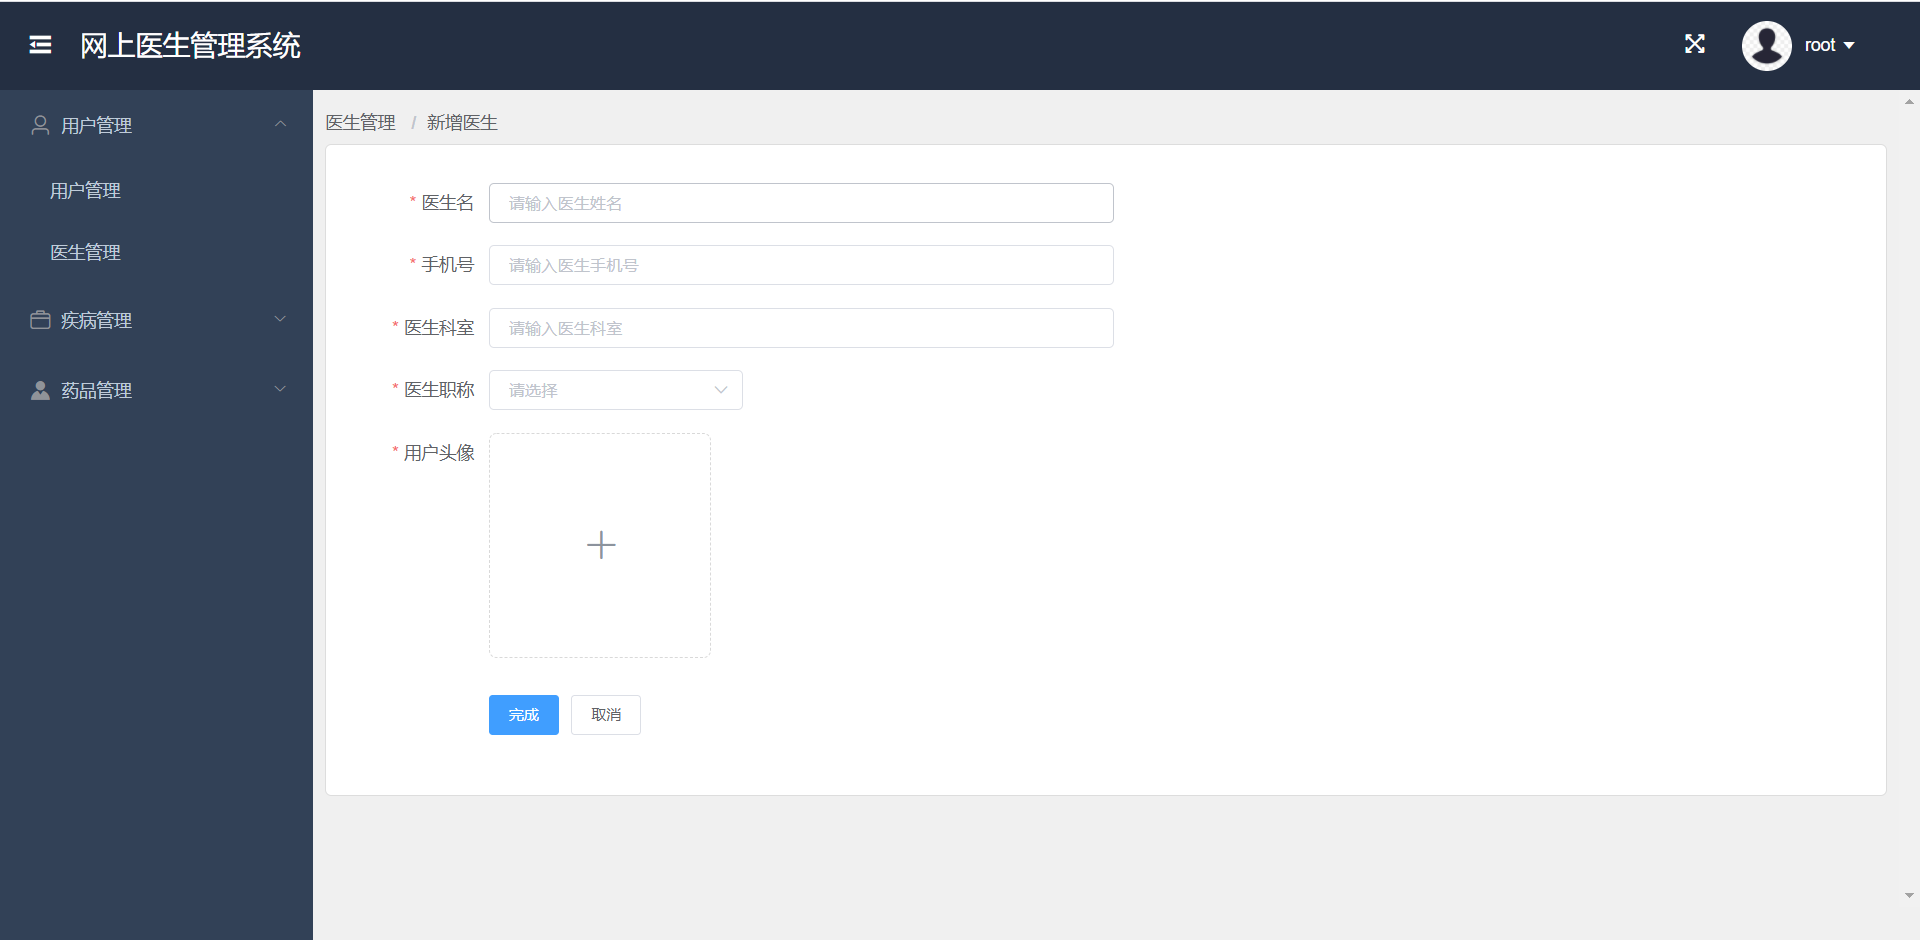 网上医生管理系统
root
用户管理
用户管理
医生管理
疾病管理
药品管理
医生管理 / 新增医生
* 医生名 请输入医生姓名
* 手机号 请输入医生手机号
* 医生科室 请输入医生科室
* 医生职称 请选择
* 用户头像
完成 取消